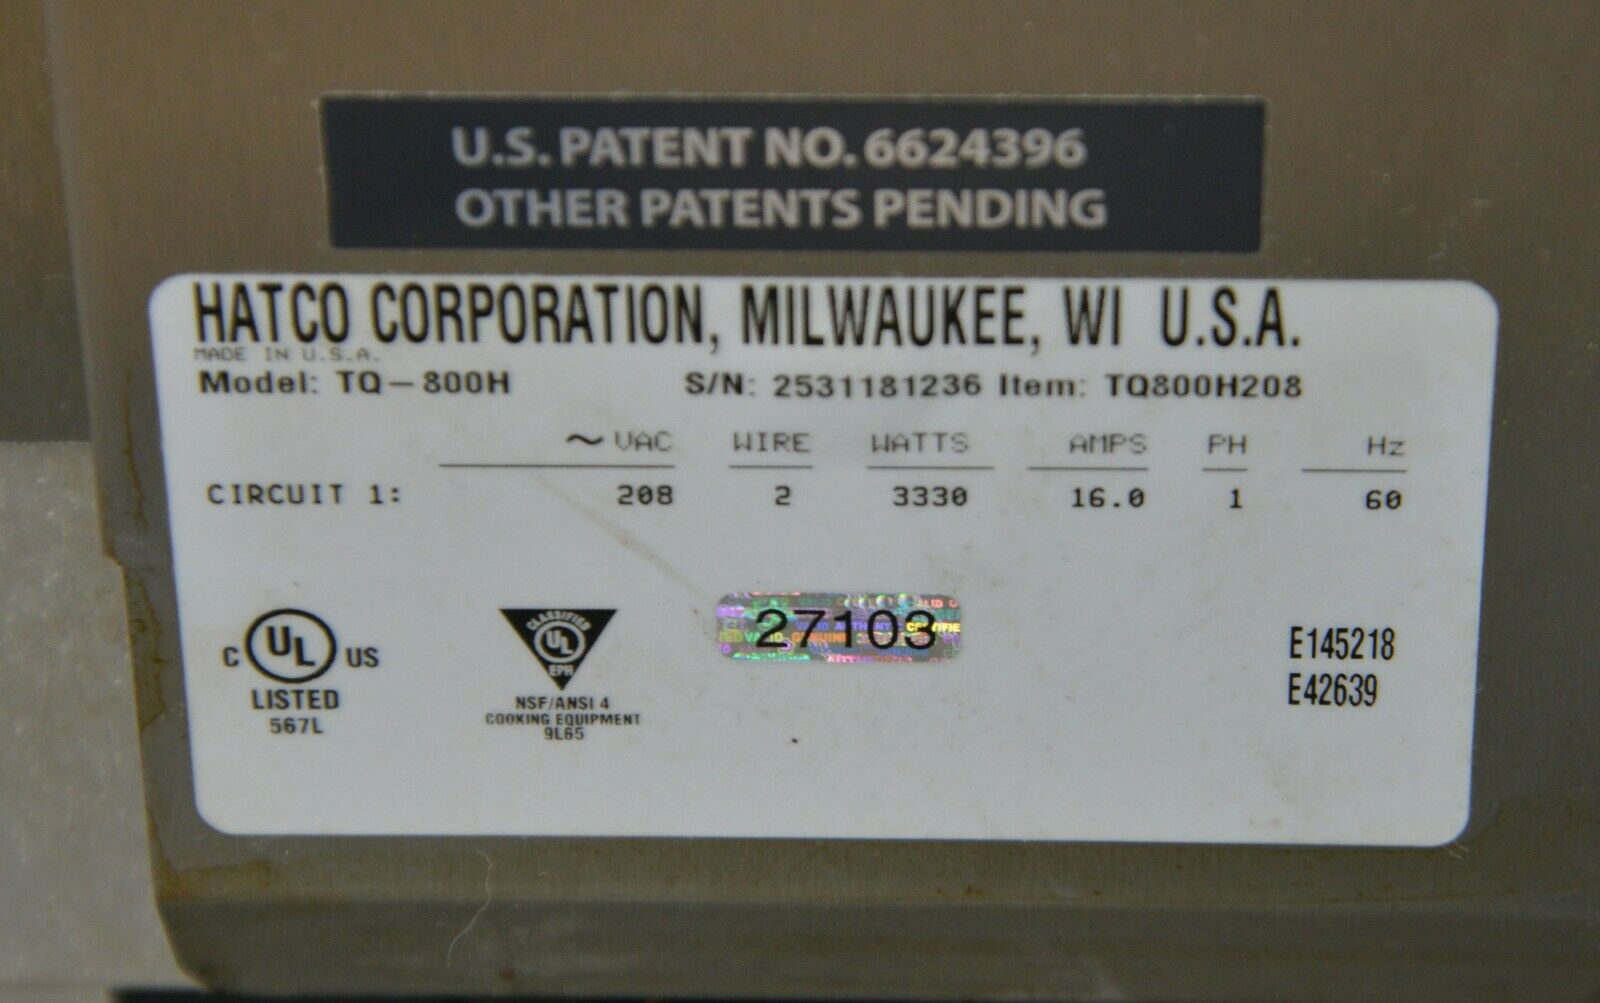 U.S. PATENT NO. 6624396
OTHER PATENTS PENDING
HATCO CORPORATION, MILWAUKEE, WI U.S.A.
MADE IN U.S.A.
Model: TQ-800H S/N: 2531181236 Item: TQ800H208
~ VAC WIRE WATTS AMPS PH Hz
CIRCUIT 1: 208 2 3330 16.0 1 60
CLASSIFIED
C UL US
UL
EPH
LISTED
567L
NSF/ANSI 4
COOKING EQUIPMENT
9L65
27103
E145218
E42639